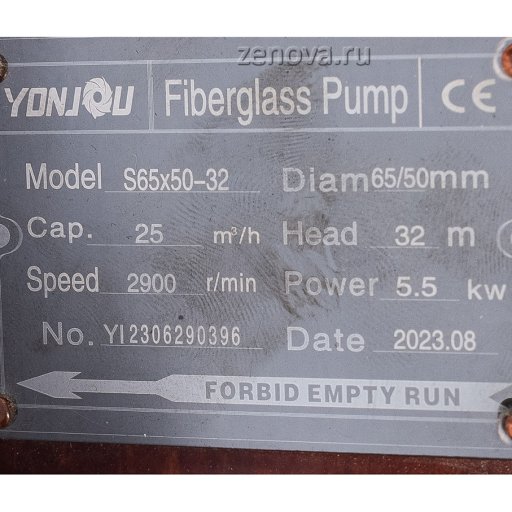 zenova.ru
YONJOU Fiberglass Pump CE
Model S65x50-32 Diam 65/50mm
Cap. 25 m³/h Head 32 m
Speed 2900 r/min Power 5.5 kw
No. YI2306290396 Date 2023.08
FORBID EMPTY RUN